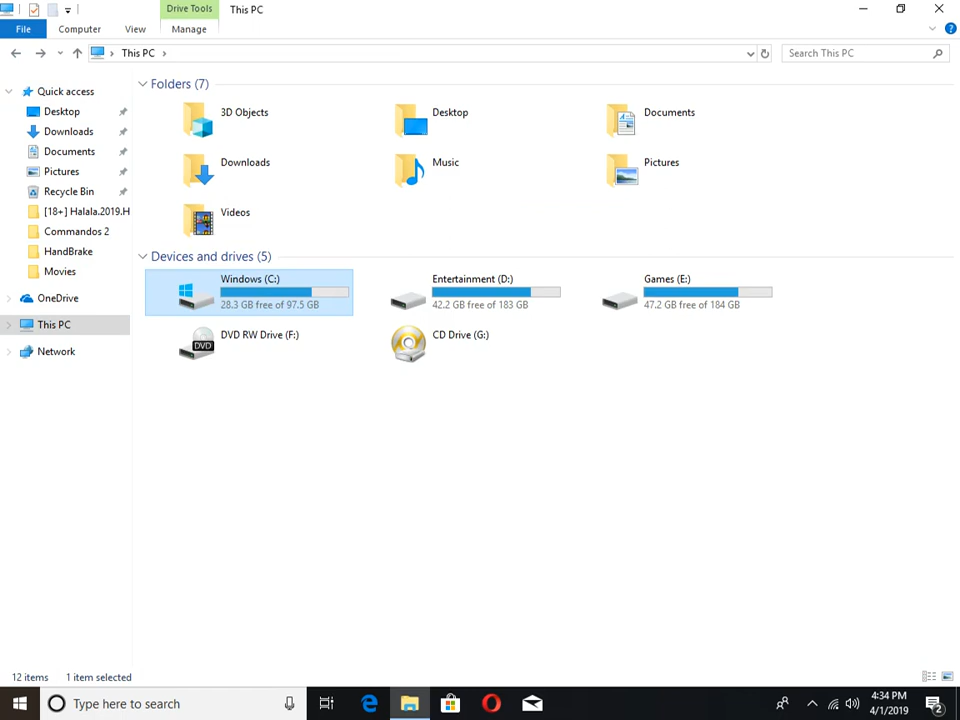 Drive Tools
This PC
File
Computer
View
Manage
This PC
Search This PC
Quick access
Desktop
Downloads
Documents
Pictures
Recycle Bin
[18+] Halala.2019.H
Commandos 2
HandBrake
Movies
OneDrive
This PC
Network
Folders (7)
3D Objects
Desktop
Documents
Downloads
Music
Pictures
Videos
Devices and drives (5)
Windows (C:)
28.3 GB free of 97.5 GB
Entertainment (D:)
42.2 GB free of 183 GB
Games (E:)
47.2 GB free of 184 GB
DVD RW Drive (F:)
DVD
CD Drive (G:)
12 items
1 item selected
Type here to search
4:34 PM
4/1/2019
2